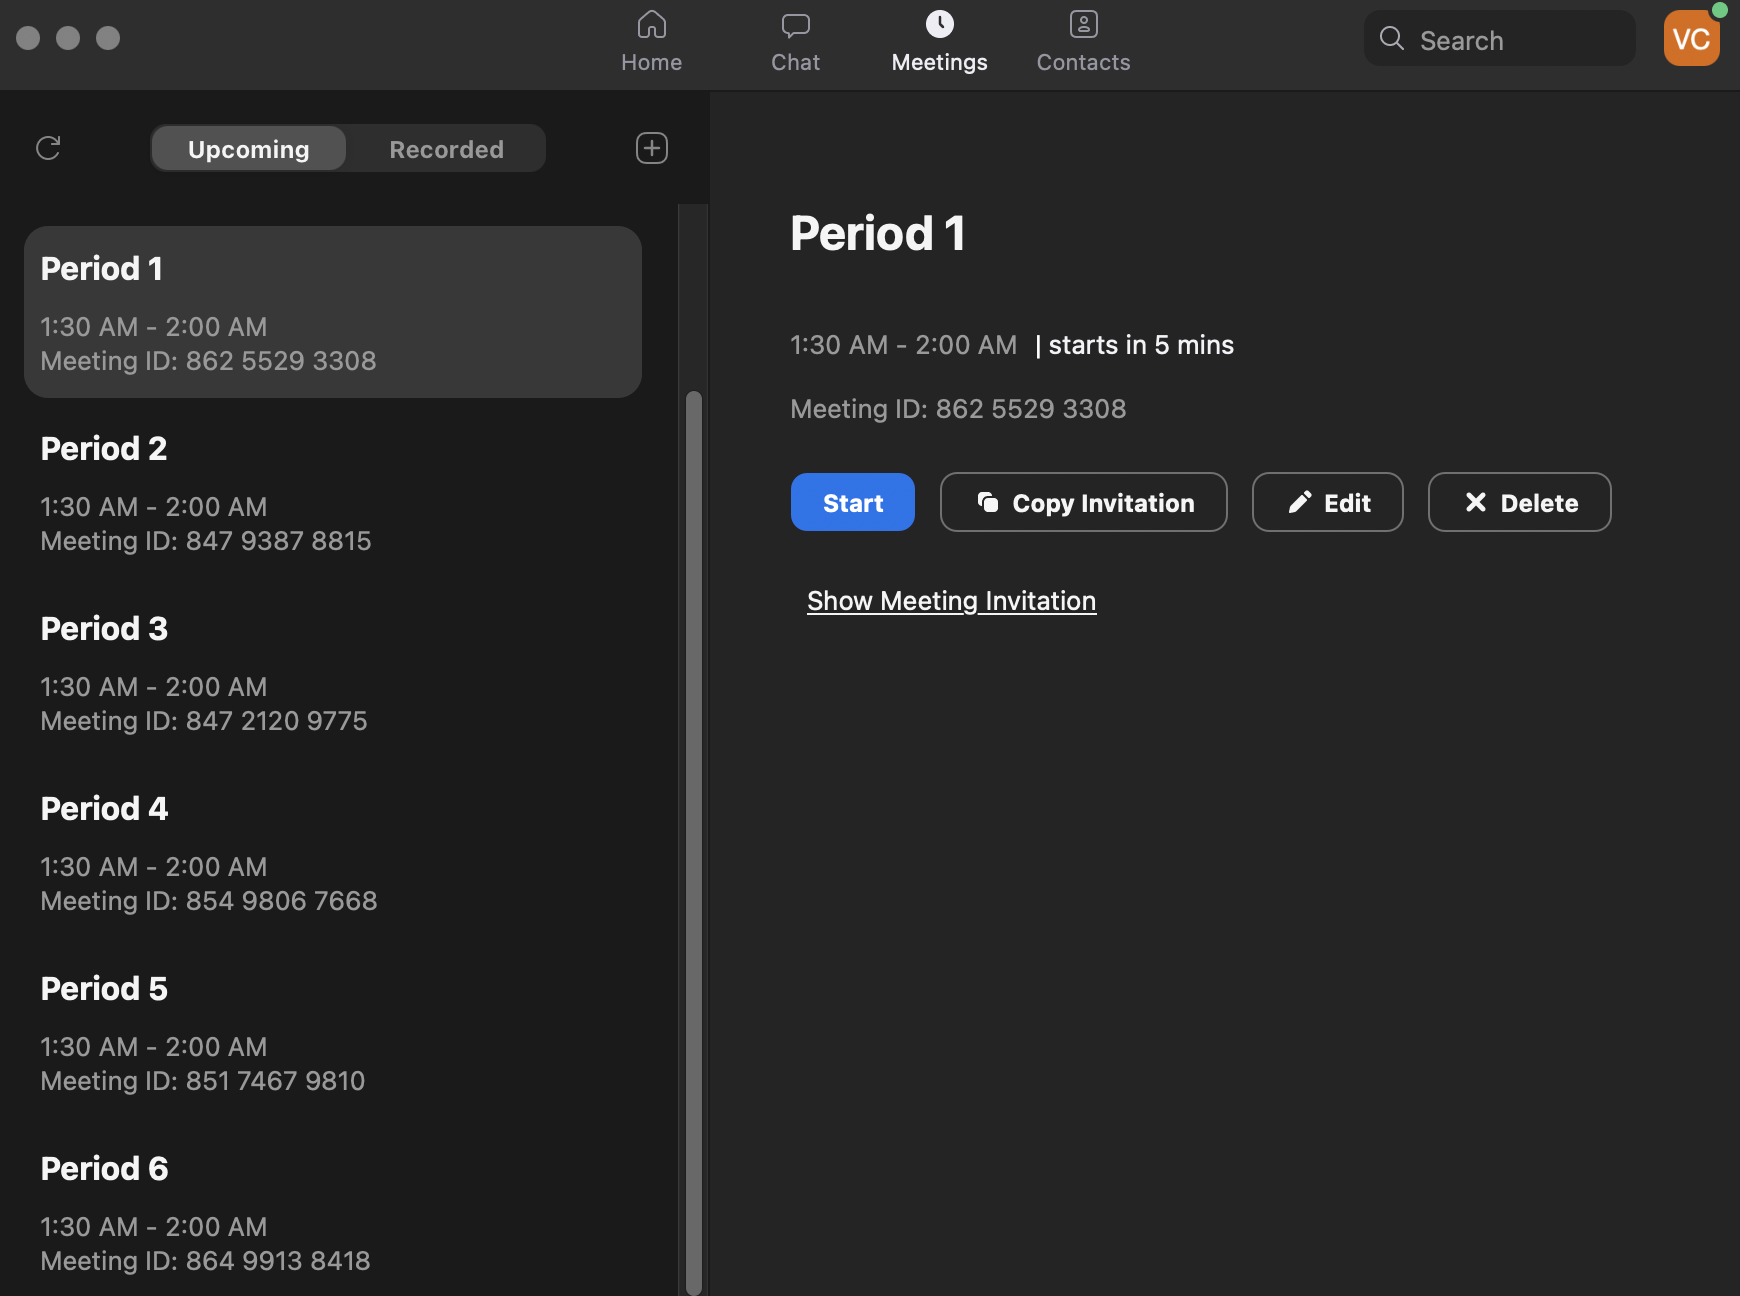 Home
Chat
Meetings
Contacts
Search
VC
Upcoming
Recorded
Period 1
1:30 AM - 2:00 AM
Meeting ID: 862 5529 3308
Period 2
1:30 AM - 2:00 AM
Meeting ID: 847 9387 8815
Period 3
1:30 AM - 2:00 AM
Meeting ID: 847 2120 9775
Period 4
1:30 AM - 2:00 AM
Meeting ID: 854 9806 7668
Period 5
1:30 AM - 2:00 AM
Meeting ID: 851 7467 9810
Period 6
1:30 AM - 2:00 AM
Meeting ID: 864 9913 8418
Period 1
1:30 AM - 2:00 AM | starts in 5 mins
Meeting ID: 862 5529 3308
Start
Copy Invitation
Edit
Delete
Show Meeting Invitation